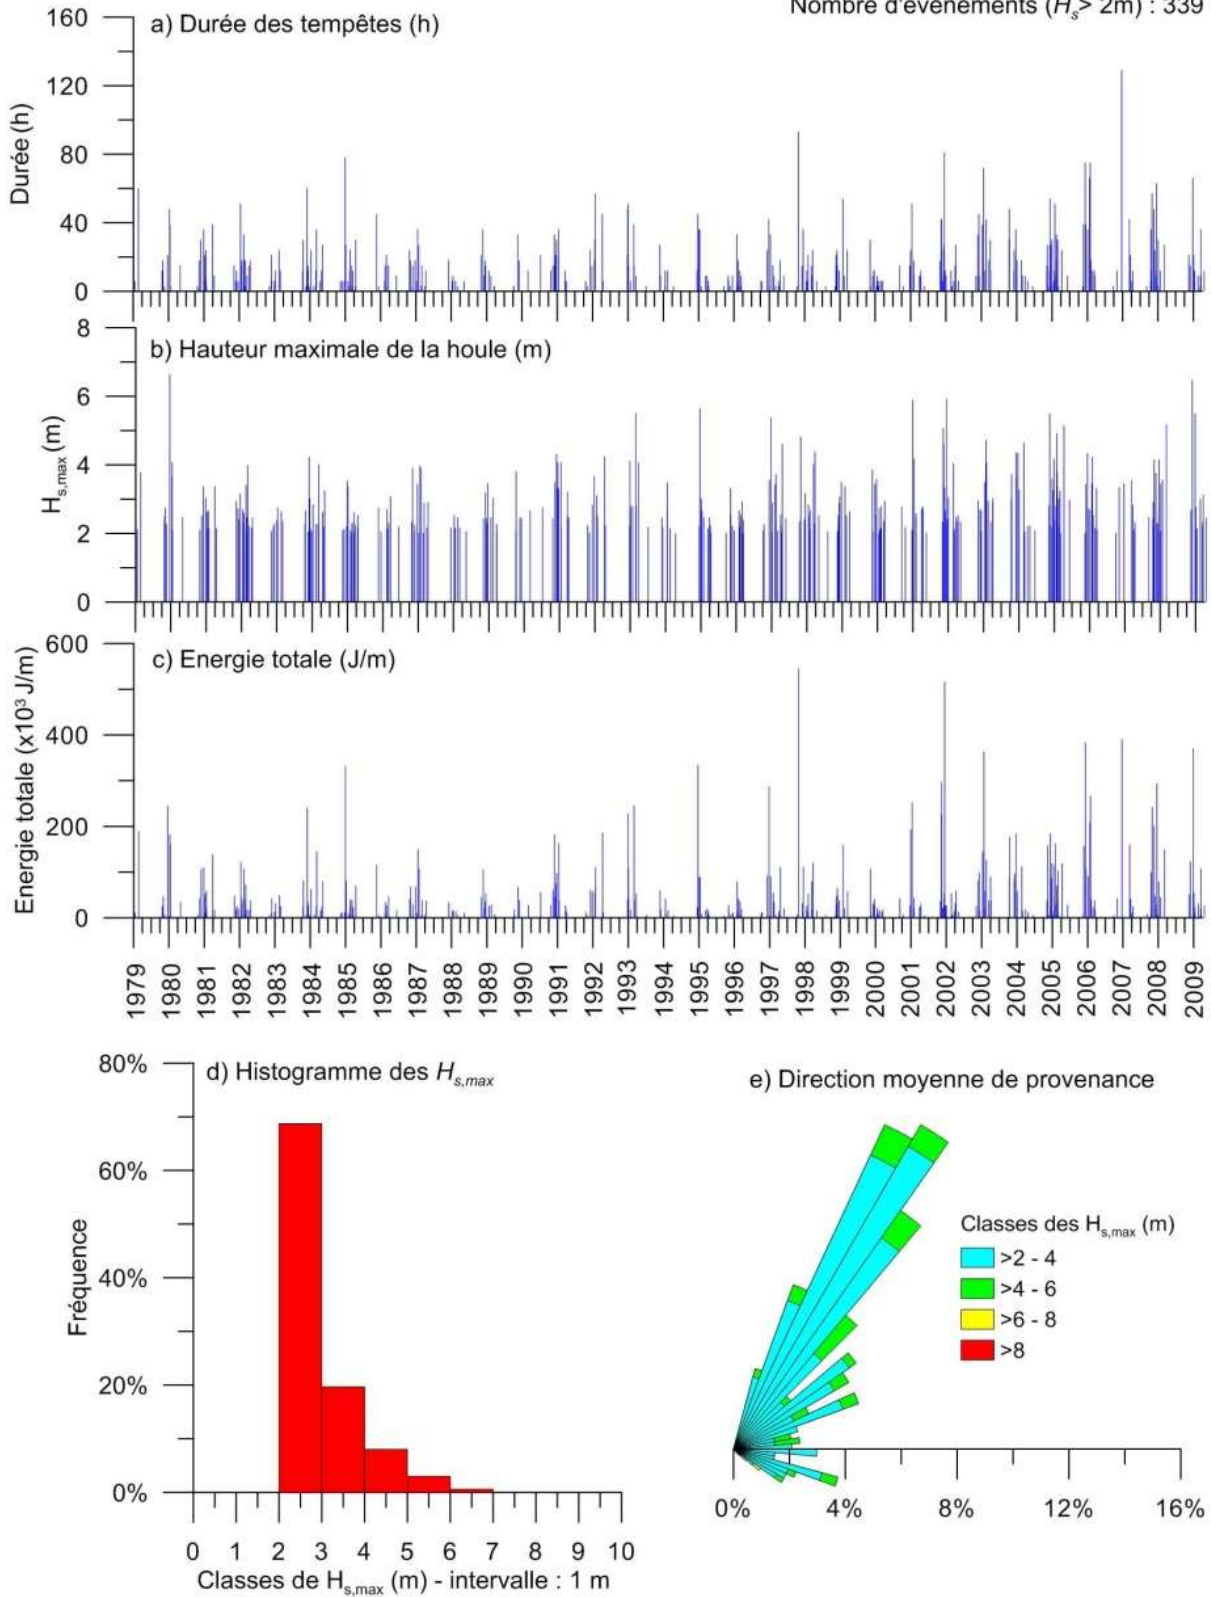 Nombre d'événements (Hs> 2m) : 339
a) Durée des tempêtes (h)
160
120
80
40
0
Durée (h)
b) Hauteur maximale de la houle (m)
8
6
4
2
0
Hs,max (m)
c) Energie totale (J/m)
600
400
200
0
Energie totale (x10³ J/m)
1979 1980 1981 1982 1983 1984 1985 1986 1987 1988 1989 1990 1991 1992 1993 1994 1995 1996 1997 1998 1999 2000 2001 2002 2003 2004 2005 2006 2007 2008 2009
d) Histogramme des Hs,max
80%
60%
40%
20%
0%
Fréquence
0 1 2 3 4 5 6 7 8 9 10
Classes de Hs,max (m) - intervalle : 1 m
e) Direction moyenne de provenance
Classes des Hs,max (m)
>2 - 4
>4 - 6
>6 - 8
>8
0% 4% 8% 12% 16%